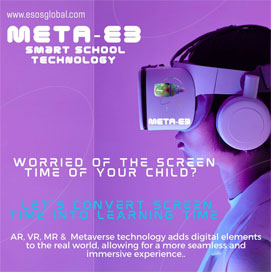 www.esosglobal.com
META-E3
SMART SCHOOL
TECHNOLOGY
META-E3
WORRIED OF THE SCREEN
TIME OF YOUR CHILD?
LET'S CONVERT SCREEN
TIME INTO LEARNING TIME
AR, VR, MR & Metaverse technology adds digital elements
to the real world, allowing for a more seamless and
immersive experience..